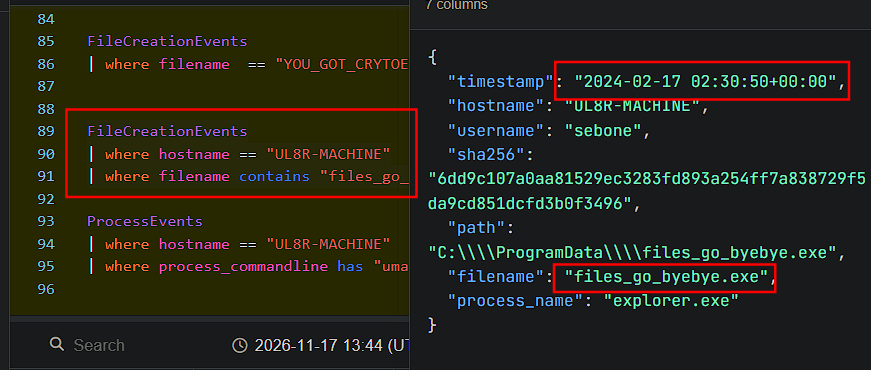 84
85 FileCreationEvents
86 | where filename == "YOU_GOT_CRYTOE
87
88
89 FileCreationEvents
90 | where hostname == "UL8R-MACHINE"
91 | where filename contains "files_go_
92
93 ProcessEvents
94 | where hostname == "UL8R-MACHINE"
95 | where process_commandline has "uma
96
Search
2026-11-17 13:44 (UT
7 columns
{
"timestamp": "2024-02-17 02:30:50+00:00",
"hostname": "UL8R-MACHINE",
"username": "sebone",
"sha256":
"6dd9c107a0aa81529ec3283fd893a254ff7a838729f5
da9cd851dcfd3b0f3496",
"path":
"C:\\\\ProgramData\\\\files_go_byebye.exe",
"filename": "files_go_byebye.exe",
"process_name": "explorer.exe"
}